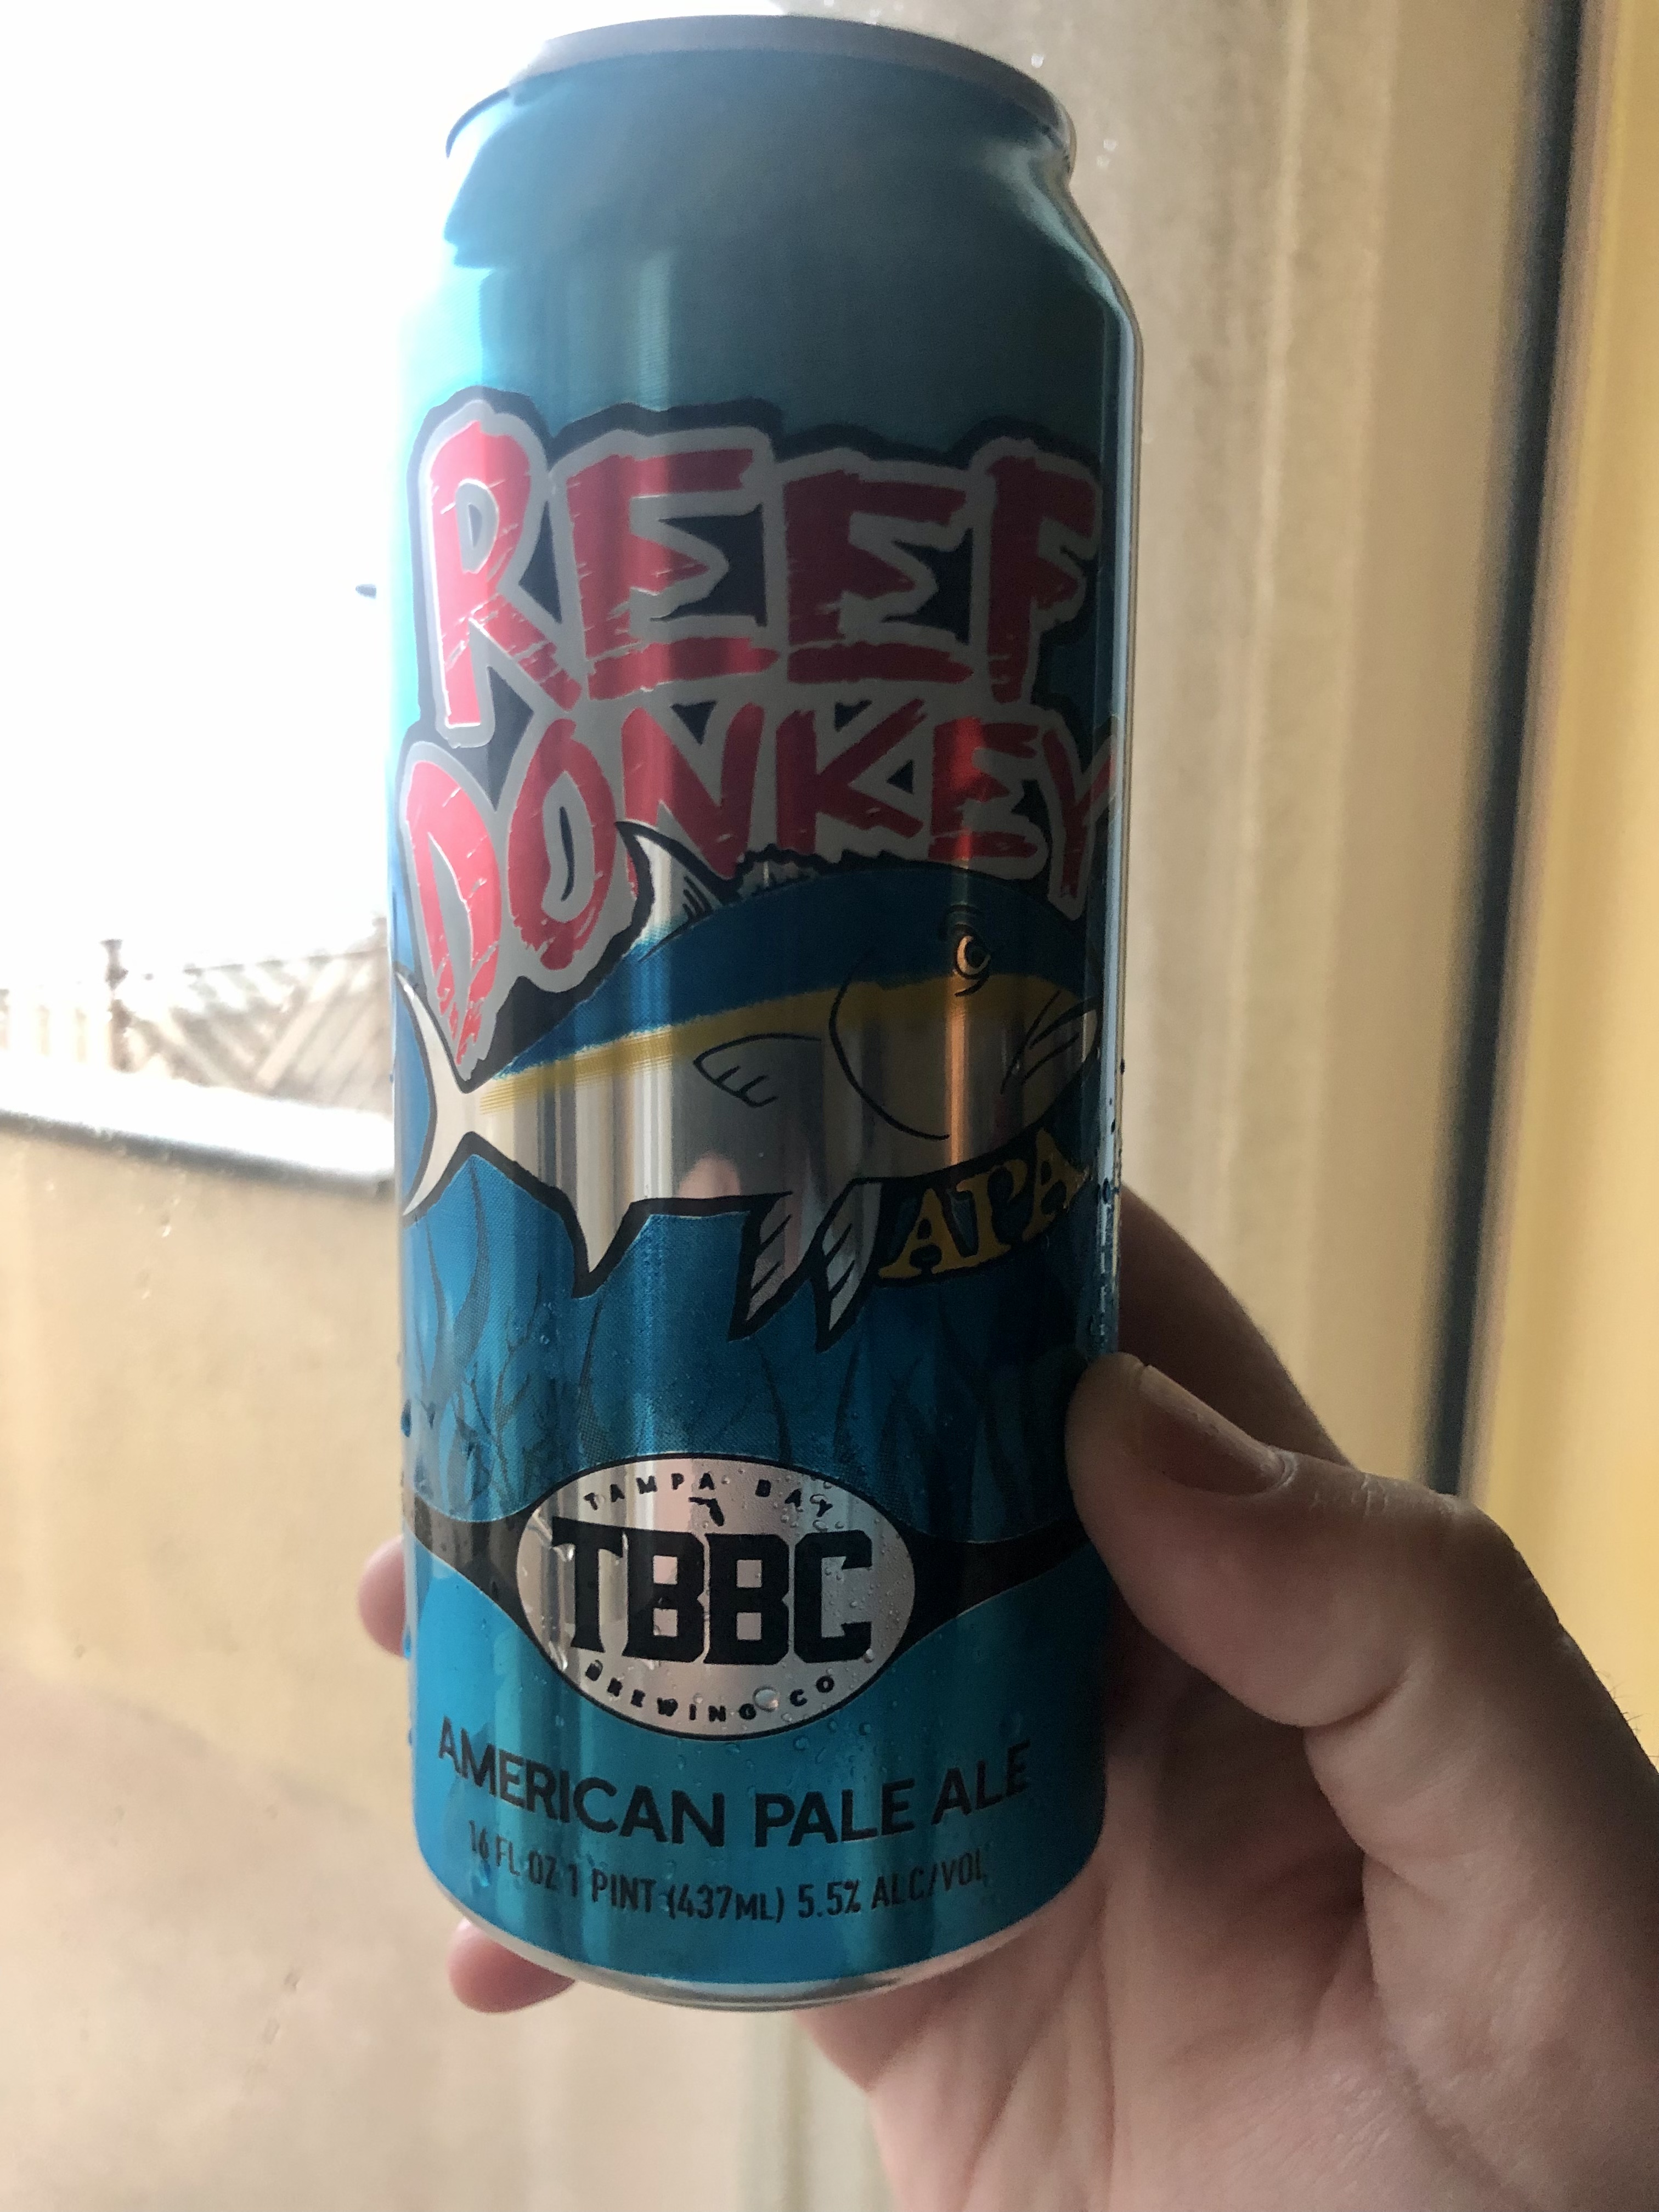 REEF
DONKEY
APA
TAMPA BAY
TBBC
BREWING CO
AMERICAN PALE ALE
16 FL OZ 1 PINT (437ML) 5.5% ALC/VOL